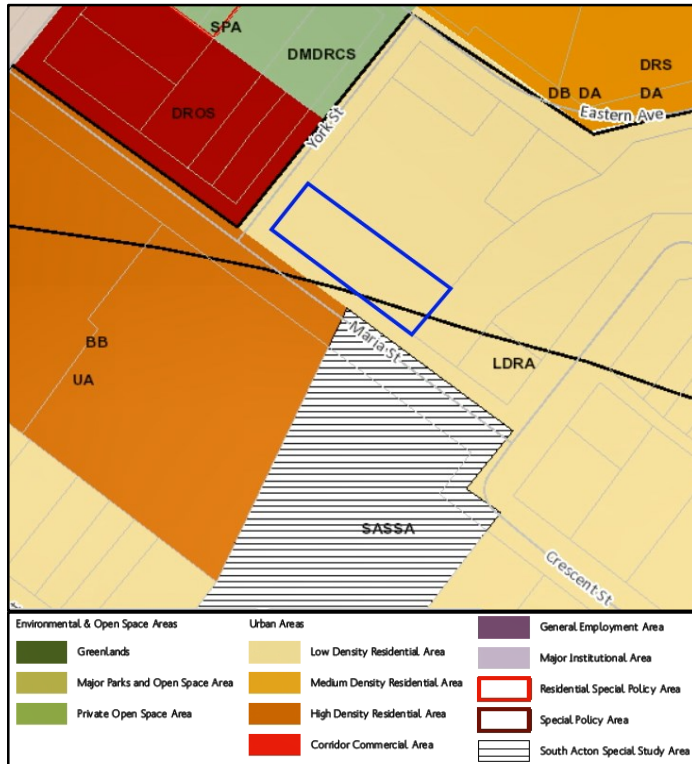 SPA
DMDRCS
DRS
DB DA DA
DROS
Eastern Ave
York St
Maria St
BB
LDRA
UA
SASSA
Crescent St
Environmental & Open Space Areas
Greenlands
Major Parks and Open Space Area
Private Open Space Area
Urban Areas
Low Density Residential Area
Medium Density Residential Area
High Density Residential Area
Corridor Commercial Area
General Employment Area
Major Institutional Area
Residential Special Policy Area
Special Policy Area
South Acton Special Study Area